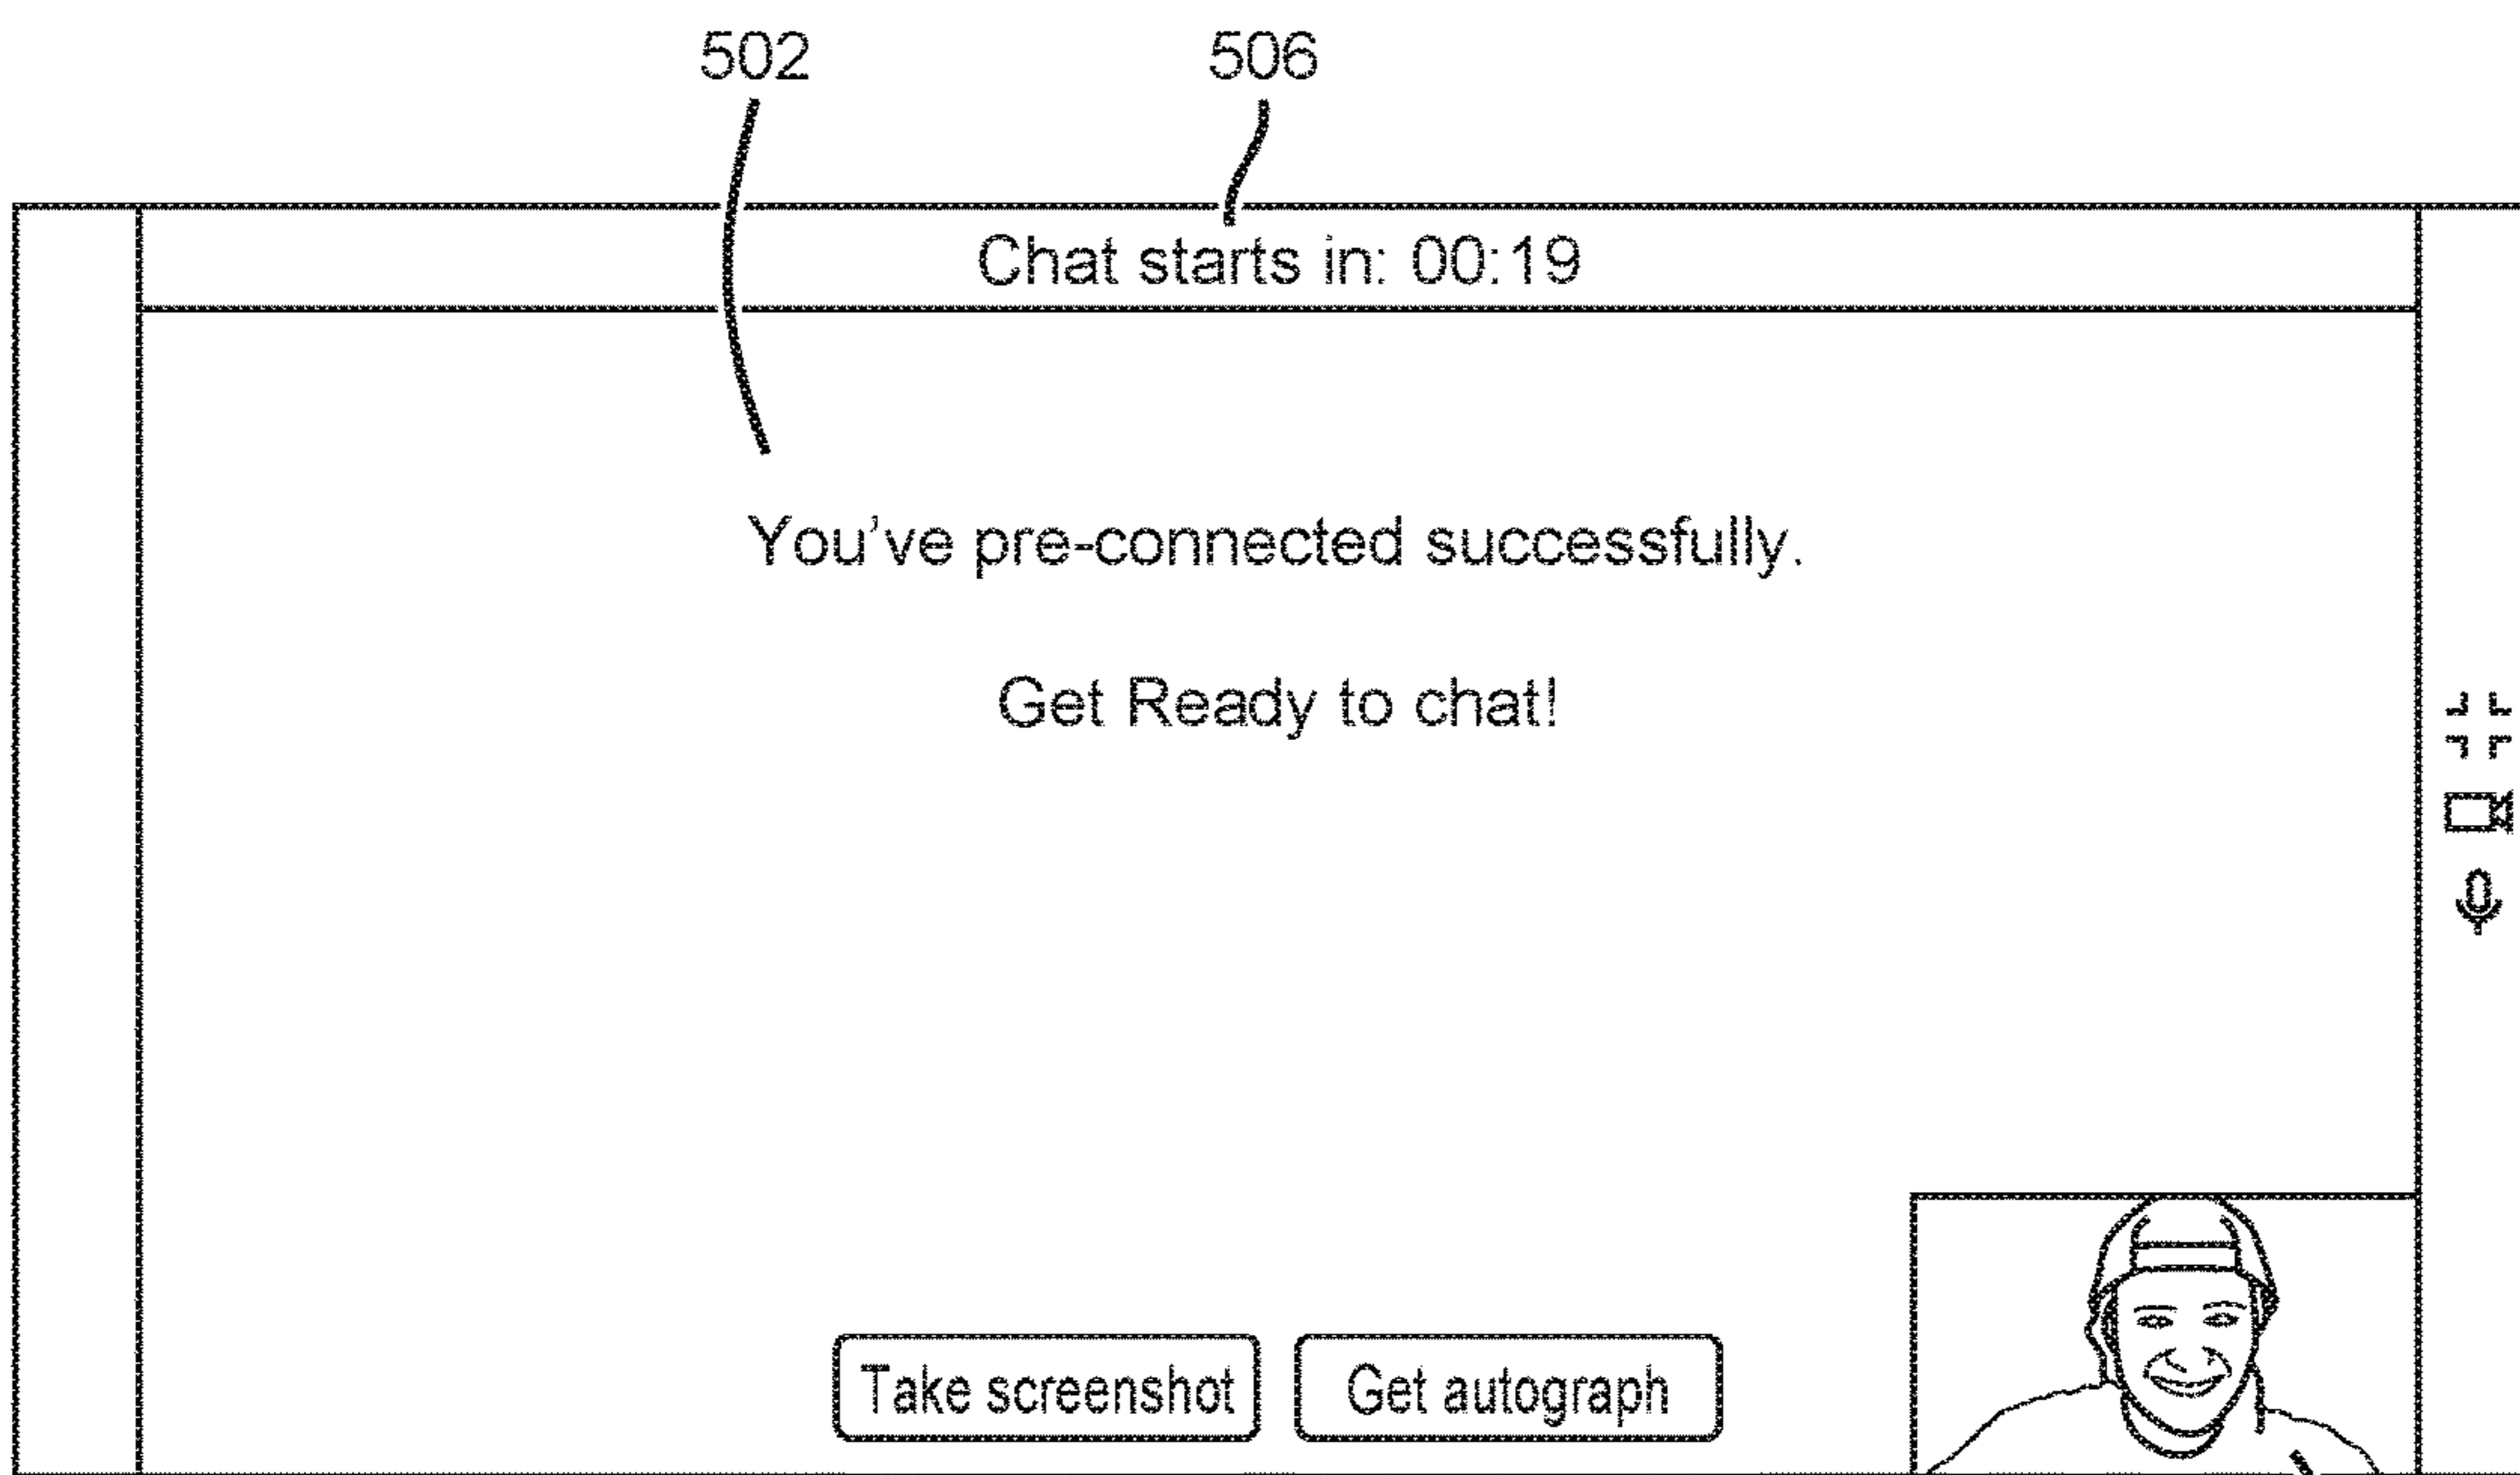 502 506
Chat starts in: 00:19
You've pre-connected successfully.
Get Ready to chat!
Take screenshot Get autograph